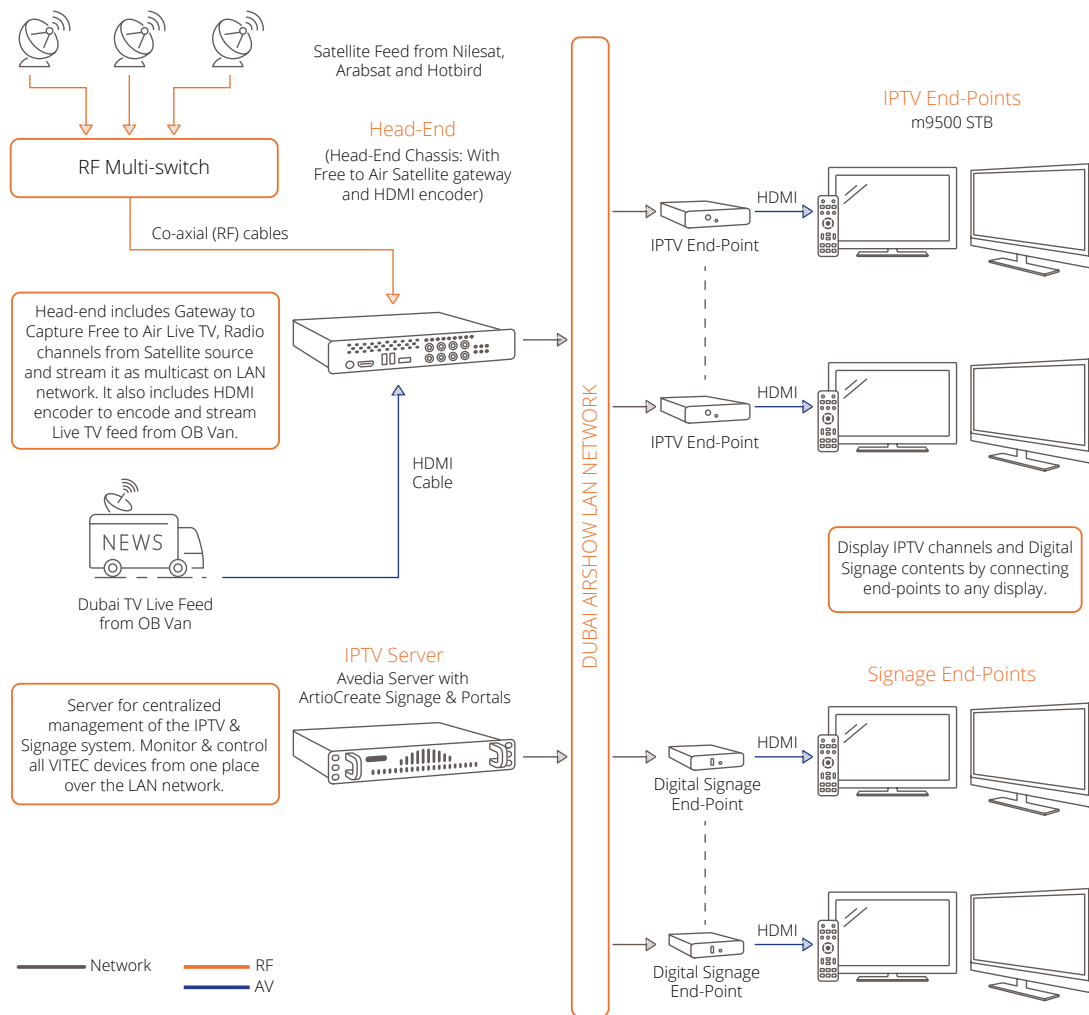 Satellite Feed from Nilesat,
Arabsat and Hotbird
RF Multi-switch
Head-End
(Head-End Chassis: With
Free to Air Satellite gateway
and HDMI encoder)
Co-axial (RF) cables
Head-end includes Gateway to
Capture Free to Air Live TV, Radio
channels from Satellite source
and stream it as multicast on LAN
network. It also includes HDMI
encoder to encode and stream
Live TV feed from OB Van.
HDMI
Cable
NEWS
Dubai TV Live Feed
from OB Van
IPTV Server
Avedia Server with
ArtioCreate Signage & Portals
Server for centralized
management of the IPTV &
Signage system. Monitor & control
all VITEC devices from one place
over the LAN network.
Network
RF
AV
DUBAI AIRSHOW LAN NETWORK
IPTV End-Points
m9500 STB
HDMI
IPTV End-Point
HDMI
IPTV End-Point
Display IPTV channels and Digital
Signage contents by connecting
end-points to any display.
Signage End-Points
HDMI
Digital Signage
End-Point
HDMI
Digital Signage
End-Point